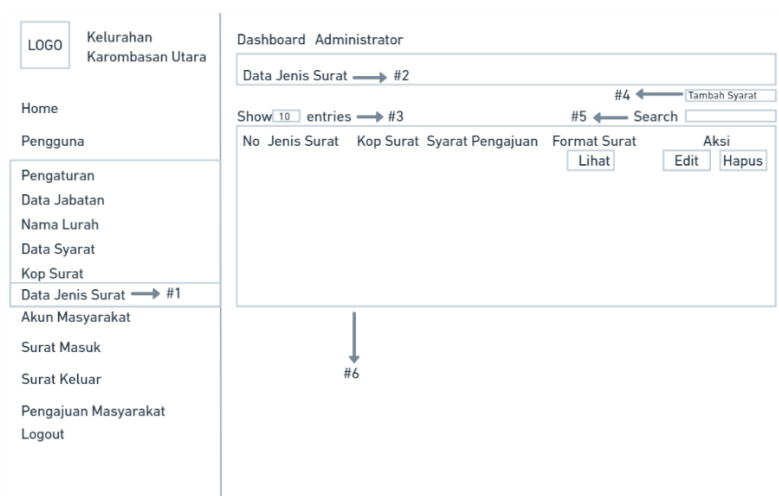 LOGO
Kelurahan
Karombasan Utara
Home
Pengguna
Pengaturan
Data Jabatan
Nama Lurah
Data Syarat
Kop Surat
Data Jenis Surat #1
Akun Masyarakat
Surat Masuk
Surat Keluar
Pengajuan Masyarakat
Logout
Dashboard Administrator
Data Jenis Surat #2
#4 Tambah Syarat
Show 10 entries #3 #5 Search
No Jenis Surat Kop Surat Syarat Pengajuan Format Surat Aksi
Lihat Edit Hapus
#6